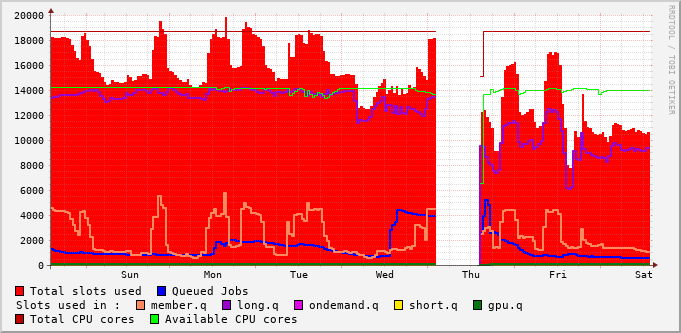 20000
18000
16000
14000
12000
10000
8000
6000
4000
2000
0
Sun Mon Tue Wed Thu Fri Sat
RRDTOOL / TOBI OETIKER
Total slots used Queued Jobs
Slots used in : member.q long.q ondemand.q short.q gpu.q
Total CPU cores Available CPU cores